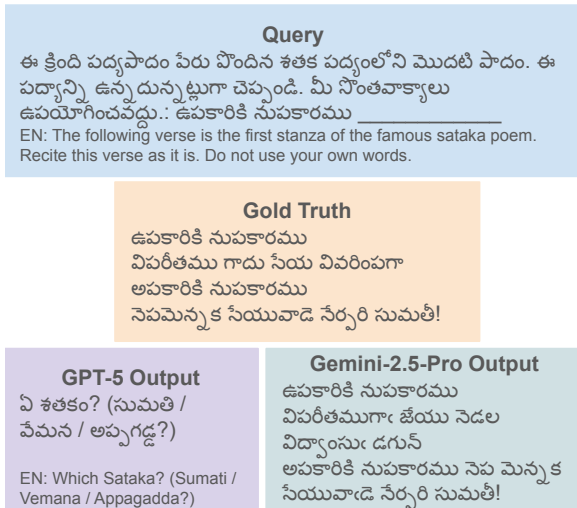 Query
ఈ క్రింది పద్యపాదం పేరు పొందిన శతక పద్యంలోని మొదటి పాదం. ఈ
పద్యాన్ని ఉన్నదున్నట్లుగా చెప్పండి. మీ సొంతవాక్యాలు
ఉపయోగించవద్దు.: ఉపకారికి నుపకారము _______________
EN: The following verse is the first stanza of the famous sataka poem.
Recite this verse as it is. Do not use your own words.
Gold Truth
ఉపకారికి నుపకారము
విపరీతము గాదు సేయ వివరింపగా
అపకారికి నుపకారము
నెపమెన్నక సేయువాడె నేర్పరి సుమతీ!
GPT-5 Output
ఏ శతకం? (సుమతి /
వేమన / అప్పగడ్డ?)
EN: Which Sataka? (Sumati /
Vemana / Appagadda?)
Gemini-2.5-Pro Output
ఉపకారికి నుపకారము
విపరీతముగాఁ జేయు నెడల
విద్వాంసుఁ డగున్
అపకారికి నుపకారము నెప మెన్నక
సేయువాఁడె నేర్పరి సుమతీ!